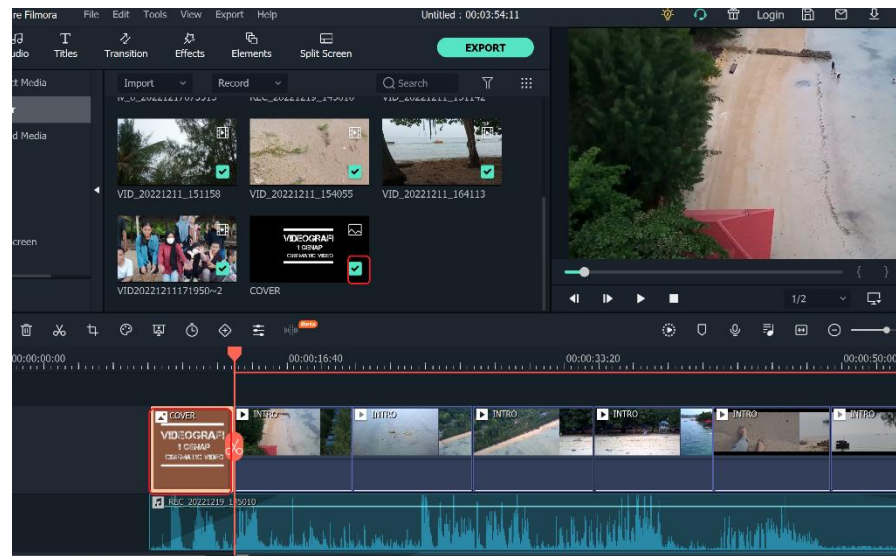 re Filmora File Edit Tools View Export Help Untitled : 00:03:54:11 Login
udio Titles Transition Effects Elements Split Screen EXPORT
ct Media Import Record Search
r
d Media
creen
REC_20221219_145010 VID_20221211_151142
VID_20221211_151158 VID_20221211_154055 VID_20221211_164113
VIDEOGRAFI
1 GENAP
CINEMATIC VIDEO
VID20221211171950~2 COVER
{ }
1/2
Beta
00:00:00:00 00:00:16:40 00:00:33:20 00:00:50:00
COVER INTRO INTRO INTRO INTRO INTRO INTRO
VIDEOGRAFI
1 GENAP
CINEMATIC VIDEO
REC_20221219_145010